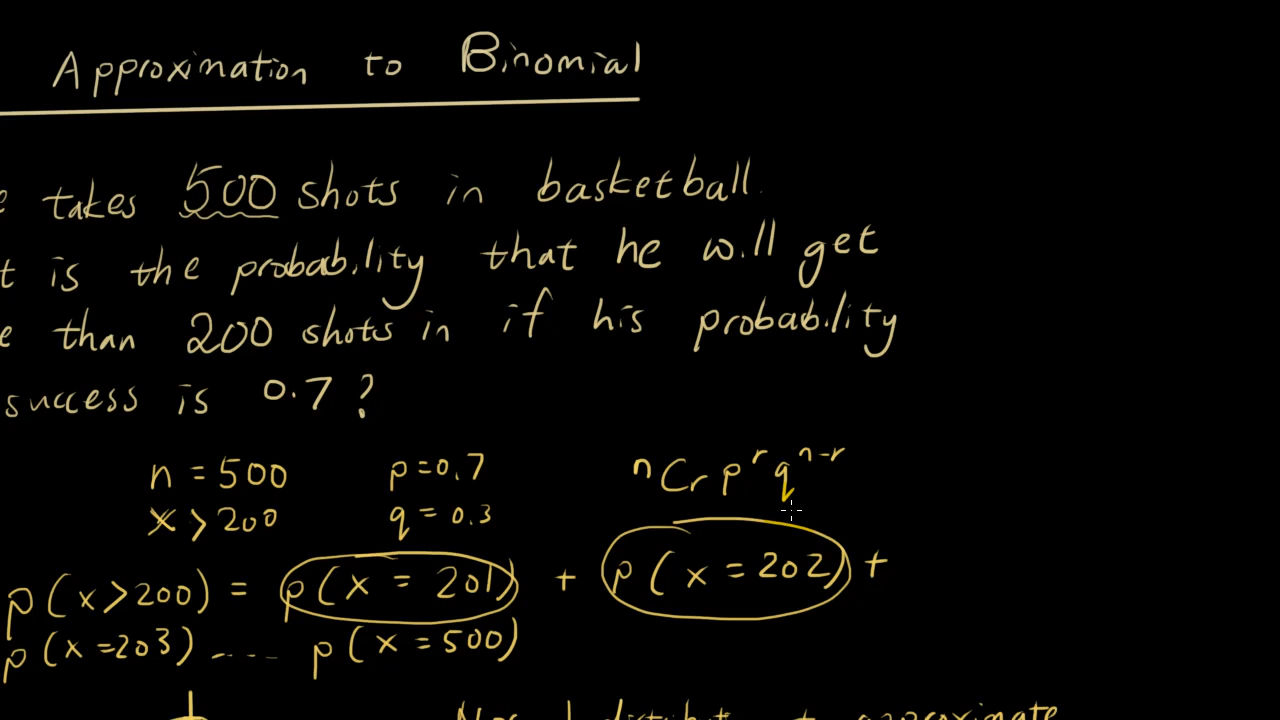 Approximation to Binomial
e takes 500 shots in basketball.
t is the probability that he will get
e than 200 shots in if his probability
success is 0.7?
n = 500 p = 0.7 nCr p^r q^n-r
x > 200 q = 0.3
p(x > 200) = p(x = 201) + p(x = 202) +
p(x = 203) ---- p(x = 500)